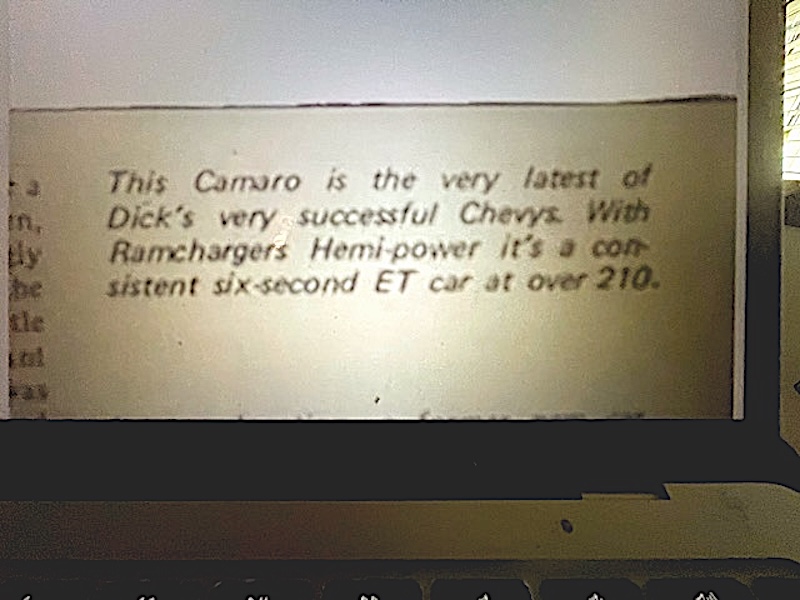 This Camaro is the very latest of
Dick's very successful Chevys. With
Ramchargers Hemi-power it's a con-
sistent six-second ET car at over 210.
a